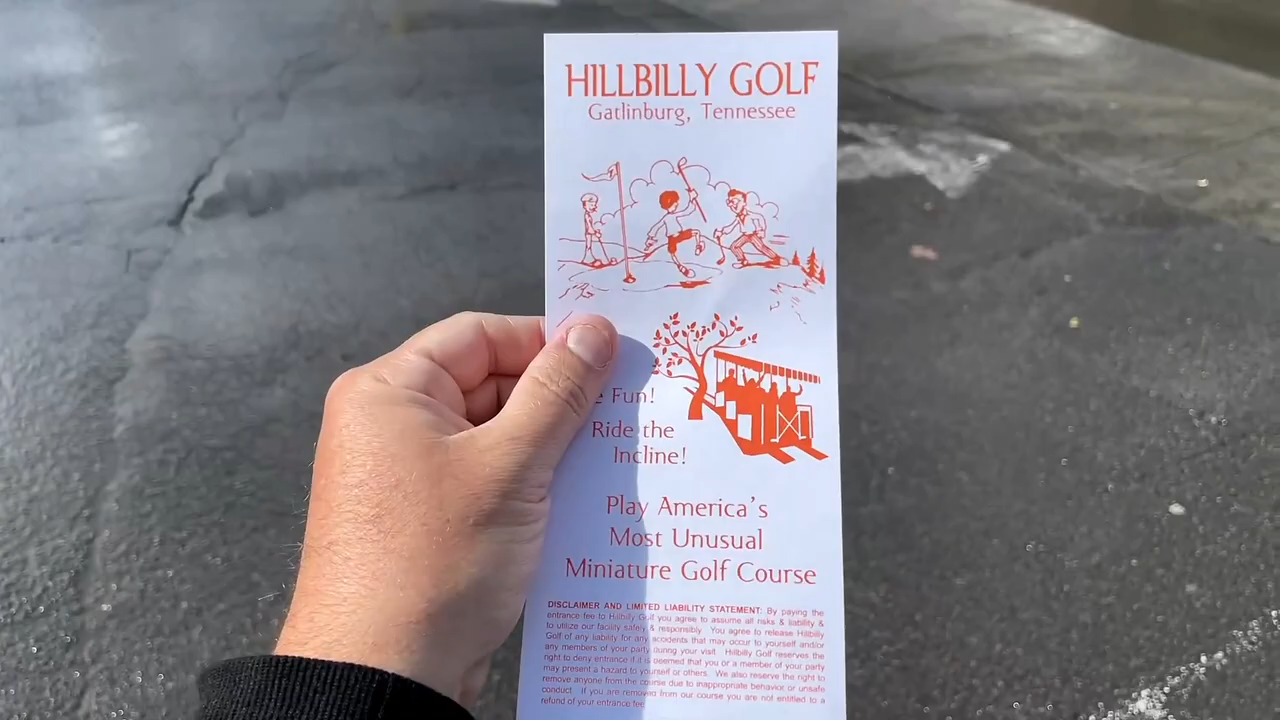 HILLBILLY GOLF
Gatlinburg, Tennessee
e Fun!
Ride the
Incline!
Play America's
Most Unusual
Miniature Golf Course
DISCLAIMER AND LIMITED LIABILITY STATEMENT: By paying the
entrance fee to Hillbilly Golf you agree to assume all risks & liability &
to utilize our facility safely & responsibly. You agree to release Hillbilly
Golf of any liability for any accidents that may occur to yourself and/or
any members of your party during your visit. Hillbilly Golf reserves the
right to deny entrance if it is deemed that you or a member of your party
may present a hazard to yourself or others. We also reserve the right to
remove anyone from the course due to inappropriate behavior or unsafe
conduct. If you are removed from our course you are not entitled to a
refund of your entrance fee.